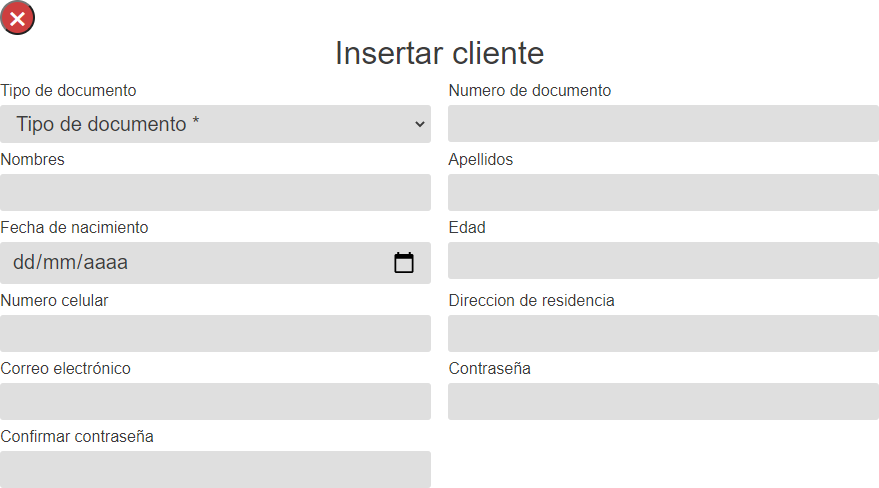 Insertar cliente
Tipo de documento
Numero de documento
Tipo de documento *
Nombres
Apellidos
Fecha de nacimiento
Edad
dd/mm/aaaa
Numero celular
Direccion de residencia
Correo electrónico
Contraseña
Confirmar contraseña